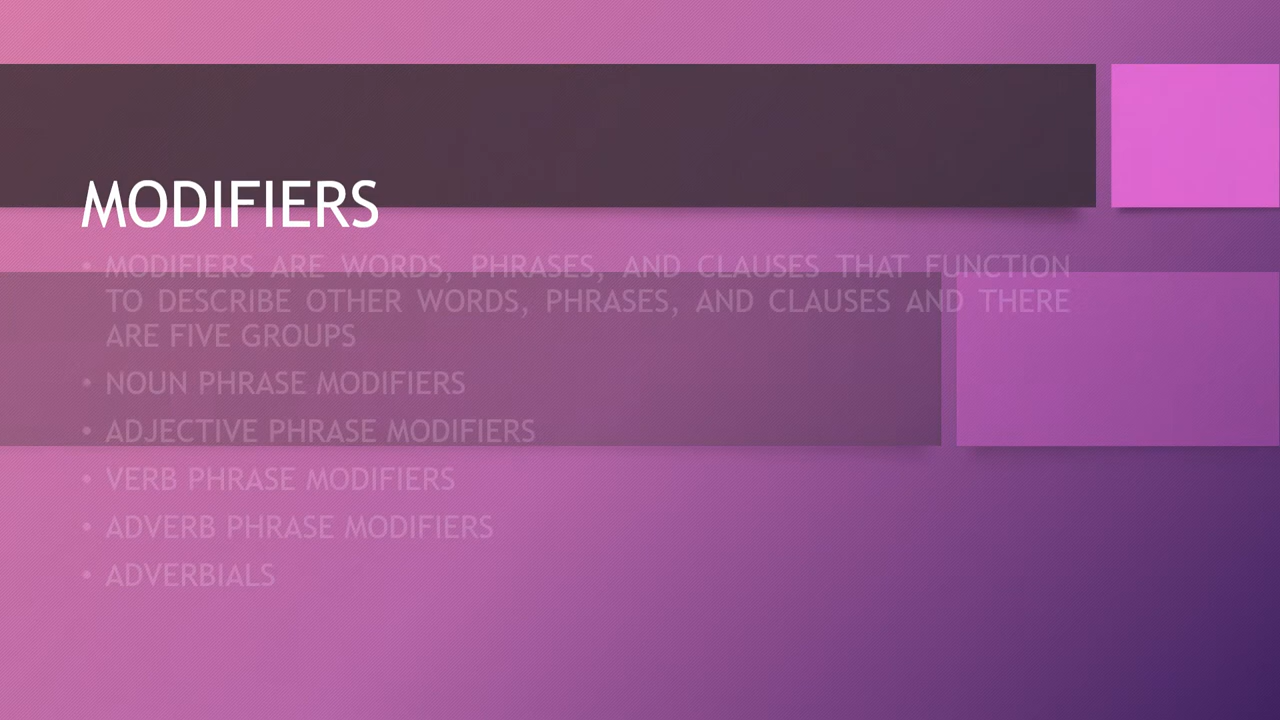 MODIFIERS
• MODIFIERS ARE WORDS, PHRASES, AND CLAUSES THAT FUNCTION
TO DESCRIBE OTHER WORDS, PHRASES, AND CLAUSES AND THERE
ARE FIVE GROUPS
• NOUN PHRASE MODIFIERS
• ADJECTIVE PHRASE MODIFIERS
• VERB PHRASE MODIFIERS
• ADVERB PHRASE MODIFIERS
• ADVERBIALS